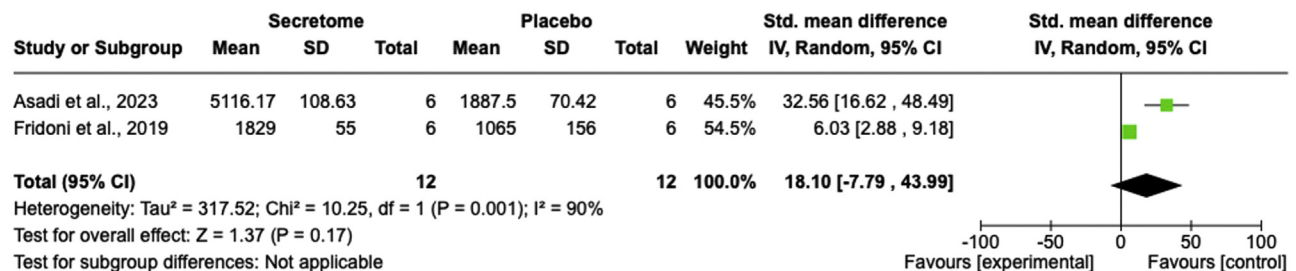 Secretome Placebo Std. mean difference Std. mean difference
Study or Subgroup Mean SD Total Mean SD Total Weight IV, Random, 95% CI IV, Random, 95% CI
Asadi et al., 2023 5116.17 108.63 6 1887.5 70.42 6 45.5% 32.56 [16.62 , 48.49]
Fridoni et al., 2019 1829 55 6 1065 156 6 54.5% 6.03 [2.88 , 9.18]
Total (95% CI) 12 12 100.0% 18.10 [-7.79 , 43.99]
Heterogeneity: Tau² = 317.52; Chi² = 10.25, df = 1 (P = 0.001); I² = 90%
Test for overall effect: Z = 1.37 (P = 0.17) -100 -50 0 50 100
Test for subgroup differences: Not applicable Favours [experimental] Favours [control]